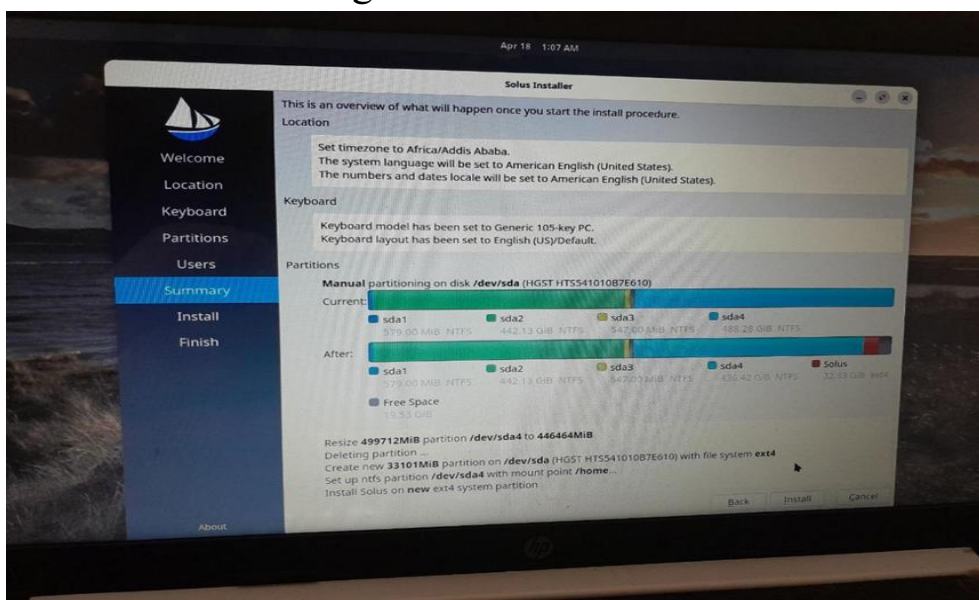 Apr 18 1:07 AM
Solus Installer
This is an overview of what will happen once you start the install procedure.
Location
Set timezone to Africa/Addis Ababa.
The system language will be set to American English (United States).
The numbers and dates locale will be set to American English (United States).
Welcome
Location
Keyboard
Partitions
Users
Summary
Install
Finish
About
Keyboard
Keyboard model has been set to Generic 105-key PC.
Keyboard layout has been set to English (US)/Default.
Partitions
Manual partitioning on disk /dev/sda (HGST HTS541010B7E610)
Current:
sda1 sda2 sda3 sda4
579.00 MiB NTFS 442.13 GiB NTFS 547.00 MiB NTFS 488.28 GiB NTFS
After:
sda1 sda2 sda3 sda4 Solus
579.00 MiB NTFS 442.13 GiB NTFS 547.00 MiB NTFS 436.42 GiB NTFS 32.33 GiB ext4
Free Space
19.53 GiB
Resize 499712MiB partition /dev/sda4 to 446464MiB
Deleting partition ...
Create new 33101MiB partition on /dev/sda (HGST HTS541010B7E610) with file system ext4
Set up ntfs partition /dev/sda4 with mount point /home...
Install Solus on new ext4 system partition
Back Install Cancel
hp